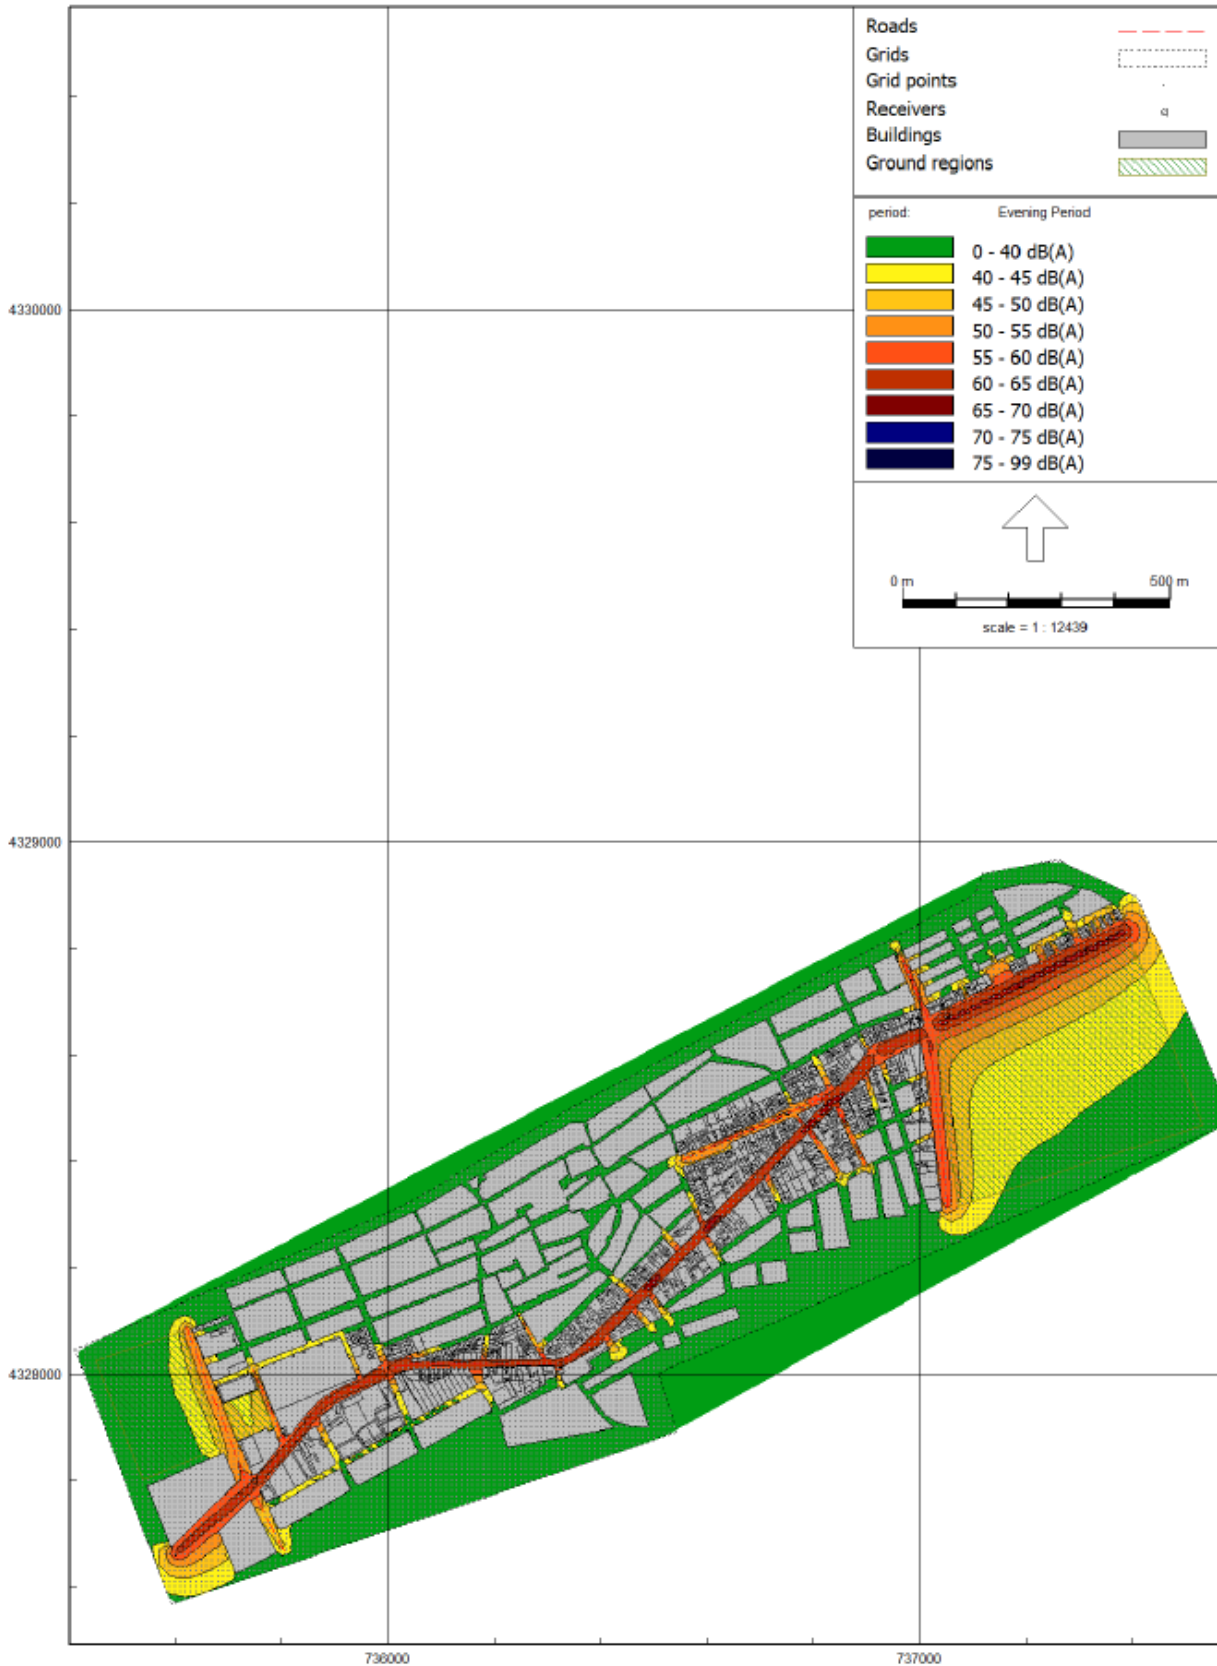 Roads
Grids
Grid points
Receivers
q
Buildings
Ground regions
period: Evening Period
0 - 40 dB(A)
40 - 45 dB(A)
45 - 50 dB(A)
50 - 55 dB(A)
55 - 60 dB(A)
60 - 65 dB(A)
65 - 70 dB(A)
70 - 75 dB(A)
75 - 99 dB(A)
0 m 500 m
scale = 1 : 12439
4330000
4329000
4328000
736000 737000